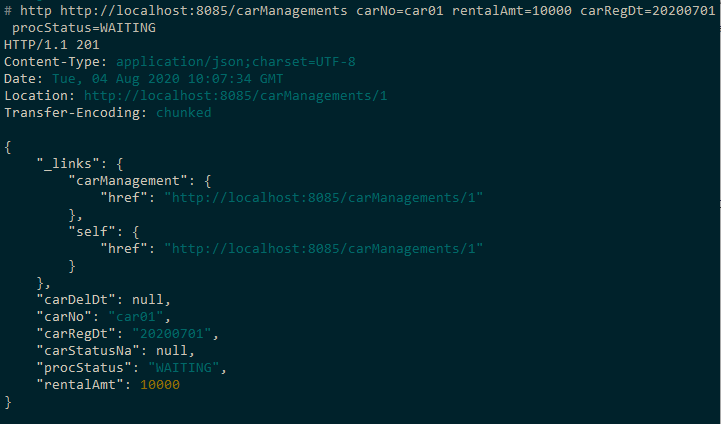 # http http://localhost:8085/carManagements carNo=car01 rentalAmt=10000 carRegDt=20200701
 procStatus=WAITING
HTTP/1.1 201
Content-Type: application/json;charset=UTF-8
Date: Tue, 04 Aug 2020 10:07:34 GMT
Location: http://localhost:8085/carManagements/1
Transfer-Encoding: chunked

{
    "_links": {
        "carManagement": {
            "href": "http://localhost:8085/carManagements/1"
        },
        "self": {
            "href": "http://localhost:8085/carManagements/1"
        }
    },
    "carDelDt": null,
    "carNo": "car01",
    "carRegDt": "20200701",
    "carStatusNa": null,
    "procStatus": "WAITING",
    "rentalAmt": 10000
}